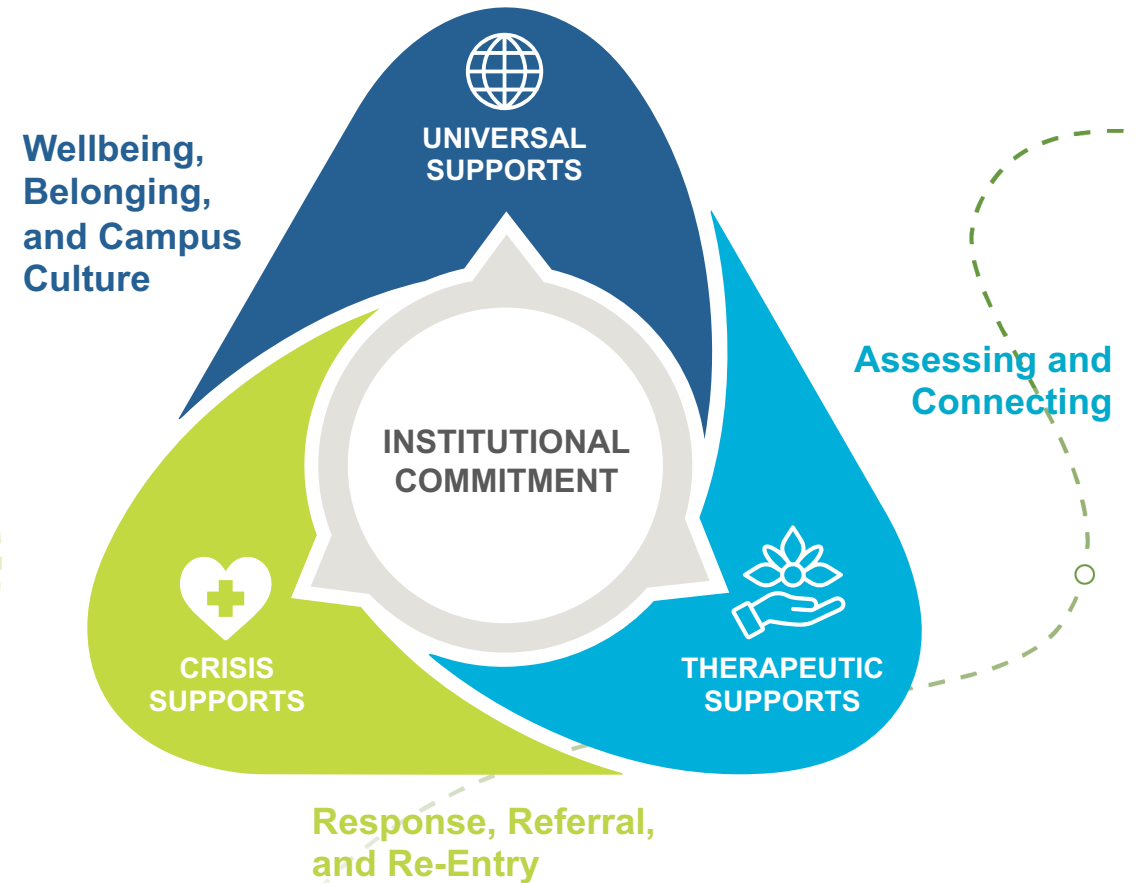 UNIVERSAL
SUPPORTS
Wellbeing,
Belonging,
and Campus
Culture
Assessing and
Connecting
INSTITUTIONAL
COMMITMENT
CRISIS
SUPPORTS
THERAPEUTIC
SUPPORTS
Response, Referral,
and Re-Entry